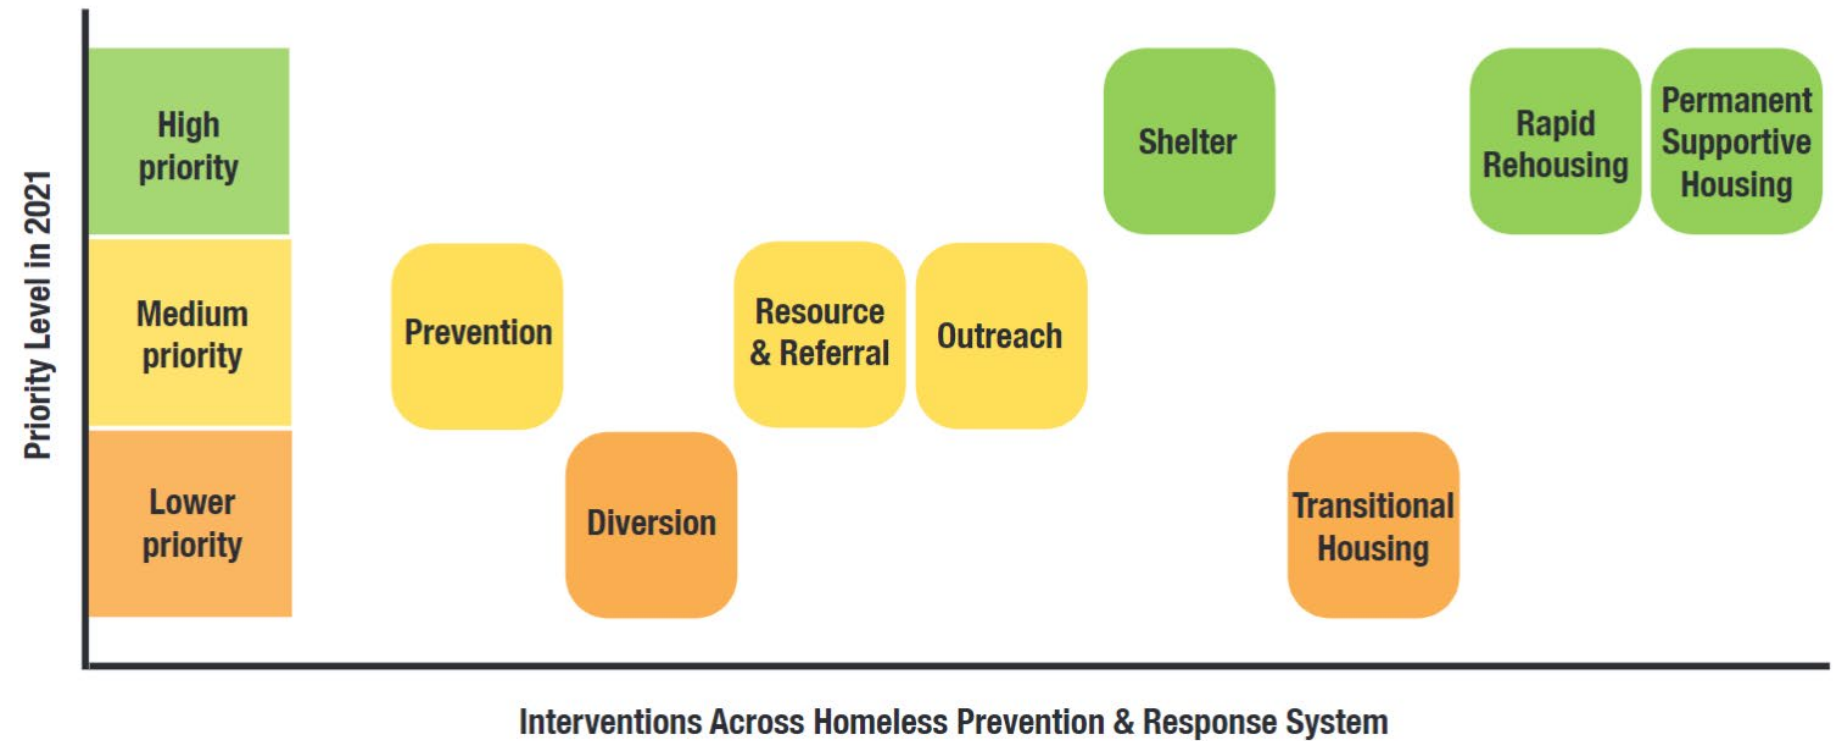 Priority Level in 2021
High
priority
Medium
priority
Lower
priority
Prevention
Diversion
Resource
& Referral
Outreach
Shelter
Transitional
Housing
Rapid
Rehousing
Permanent
Supportive
Housing
Interventions Across Homeless Prevention & Response System